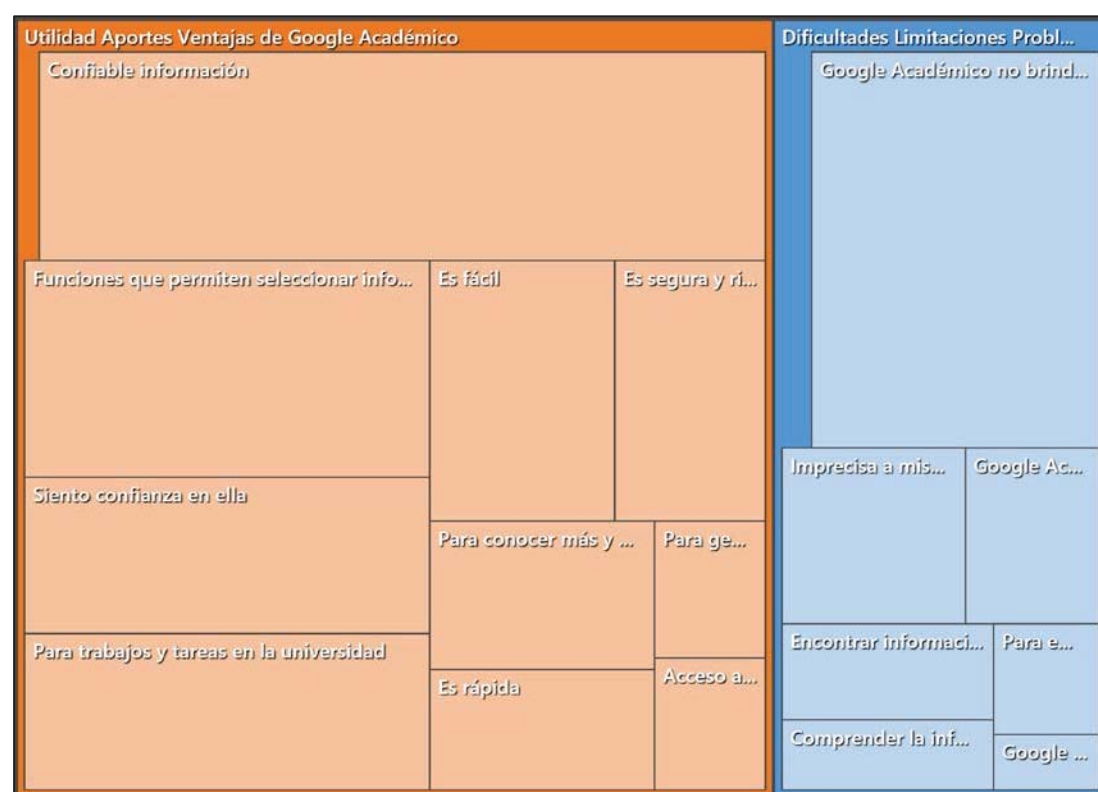 Utilidad Aportes Ventajas de Google Académico
Confiable información
Funciones que permiten seleccionar info...
Es fácil
Es segura y ri...
Siento confianza en ella
Para conocer más y ...
Para ge...
Para trabajos y tareas en la universidad
Es rápida
Acceso a...
Dificultades Limitaciones Probl...
Google Académico no brind...
Imprecisa a mis...
Google Ac...
Encontrar informaci...
Para e...
Comprender la inf...
Google ...